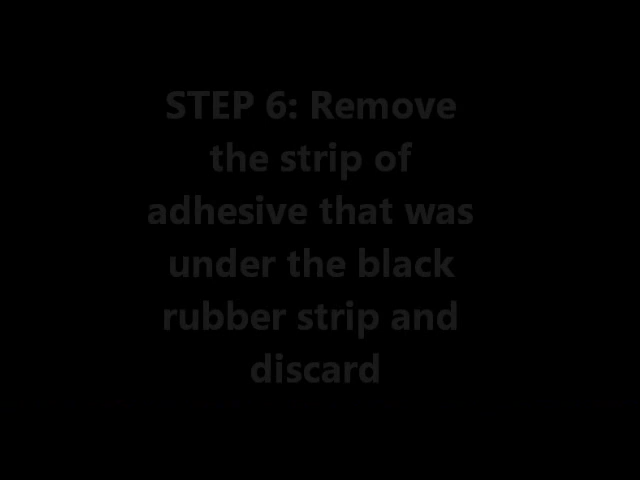 STEP 6: Remove
the strip of
adhesive that was
under the black
rubber strip and
discard